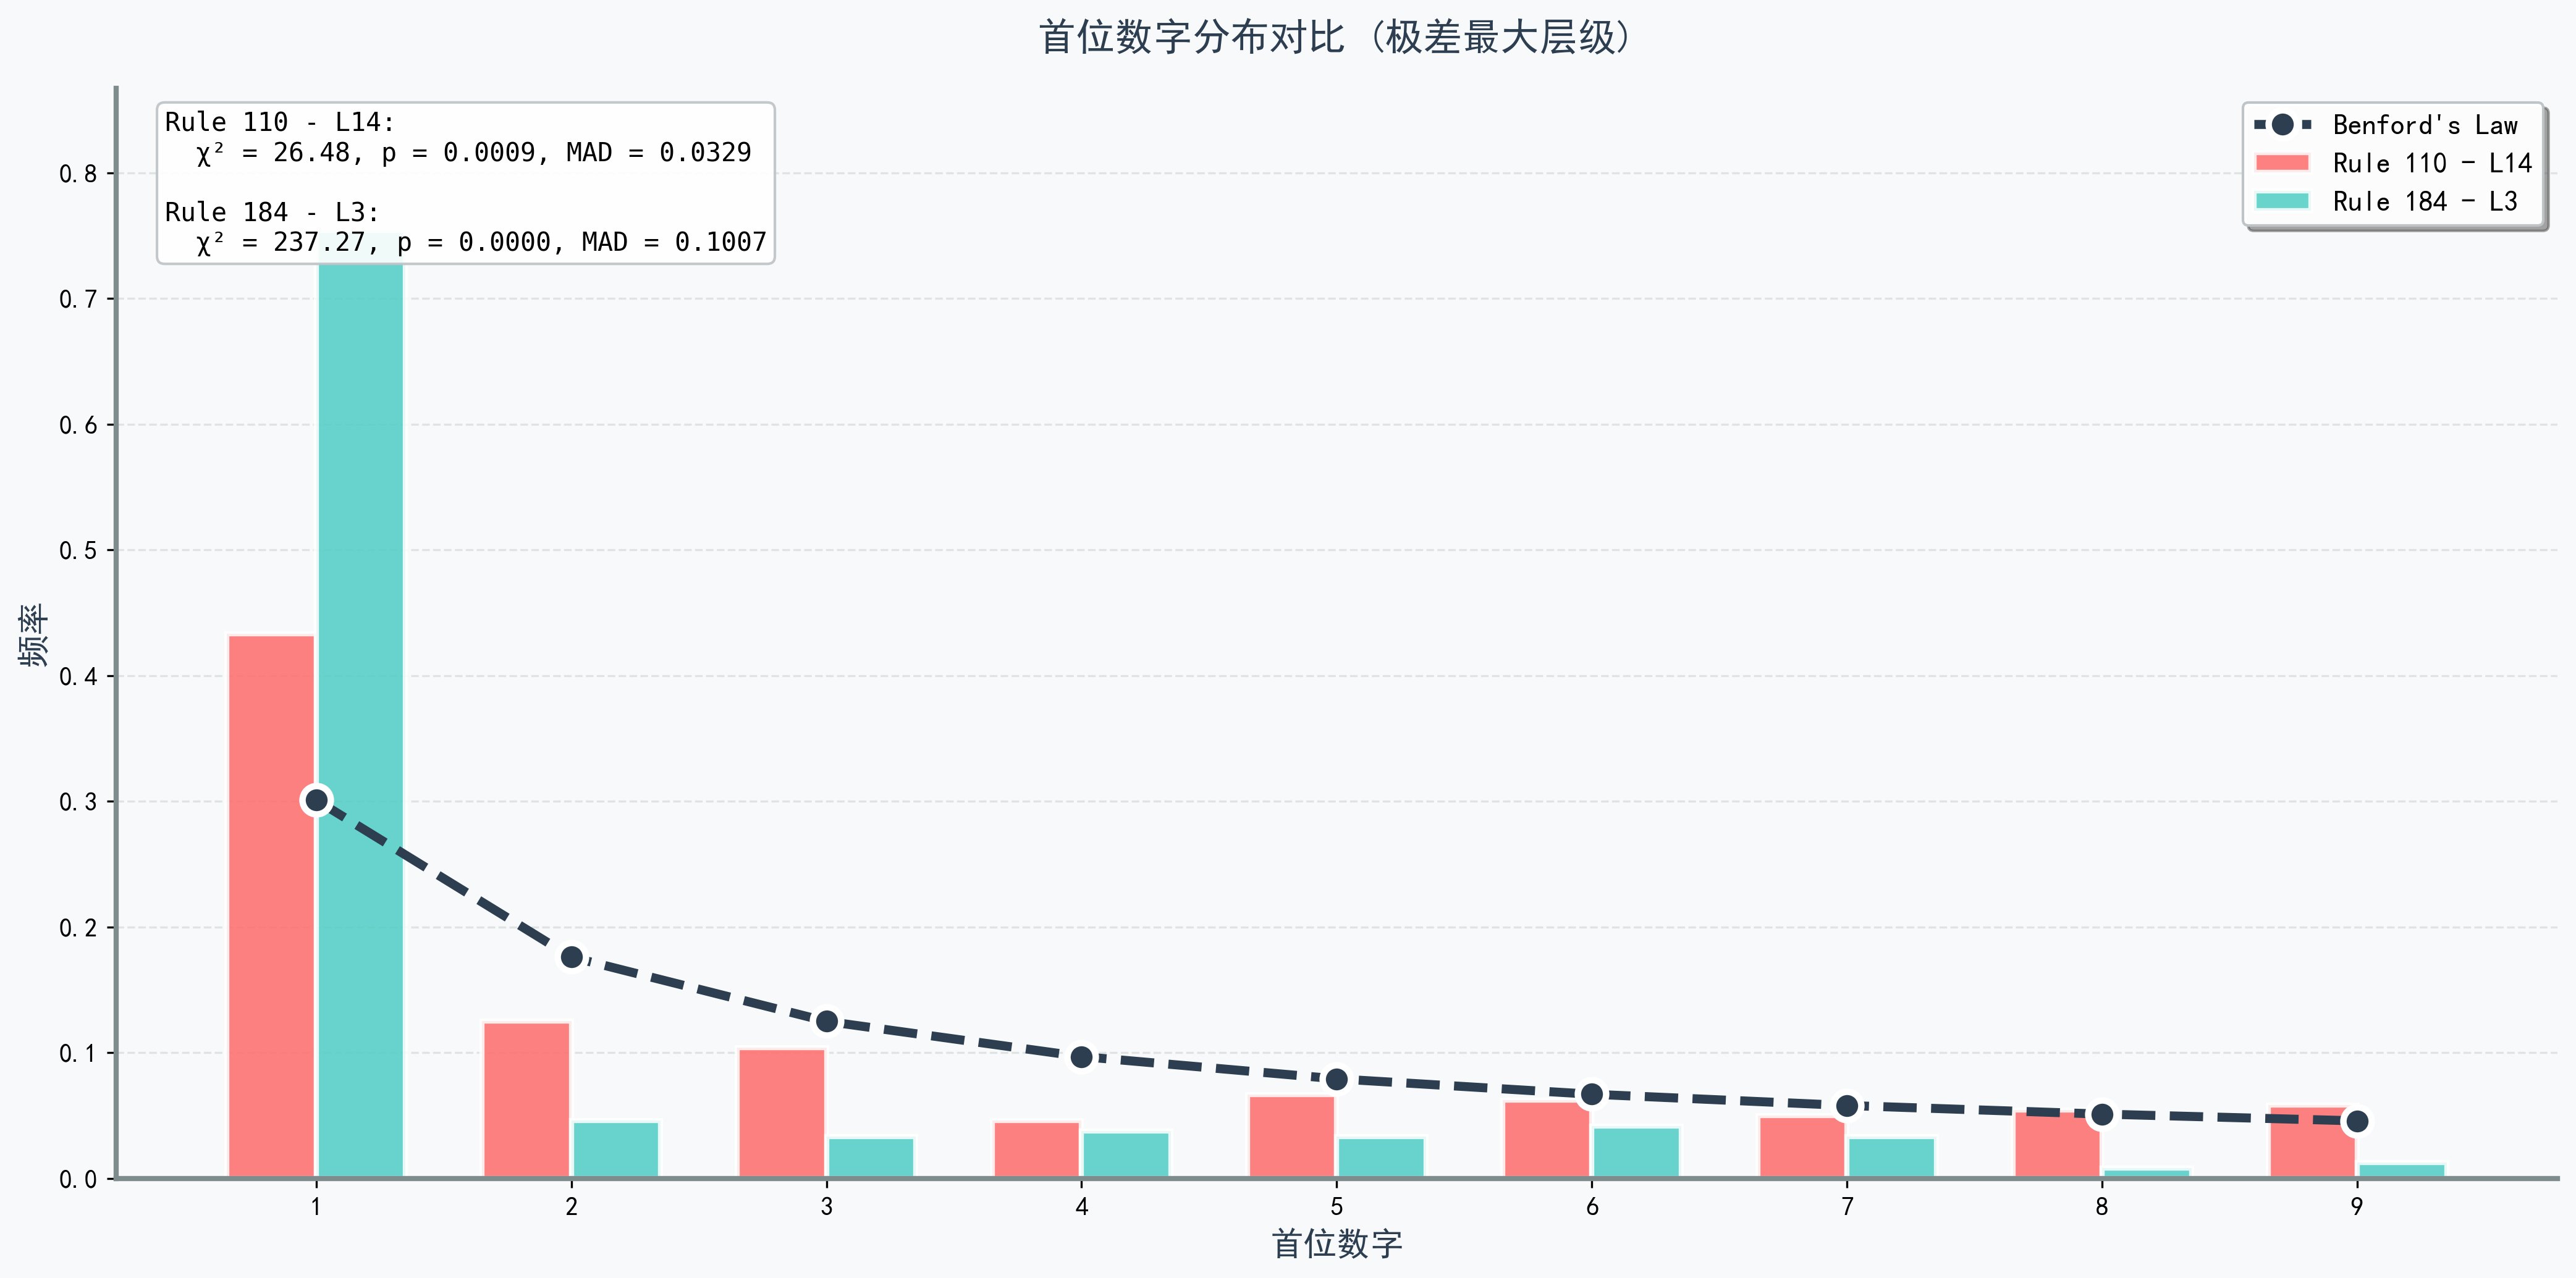 首位数字分布对比 (极差最大层级)
Rule 110 - L14:
χ² = 26.48, p = 0.0009, MAD = 0.0329
Rule 184 - L3:
χ² = 237.27, p = 0.0000, MAD = 0.1007
Benford's Law
Rule 110 − L14
Rule 184 − L3
频率
0.8
0.7
0.6
0.5
0.4
0.3
0.2
0.1
0.0
1 2 3 4 5 6 7 8 9
首位数字